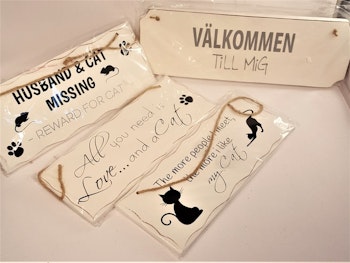 HUSBAND & CAT
MISSING
- REWARD FOR CAT
VÄLKOMMEN
TILL MIG
All you need is
Love... and a Cat
The more people I meet,
the more I like
my Cat